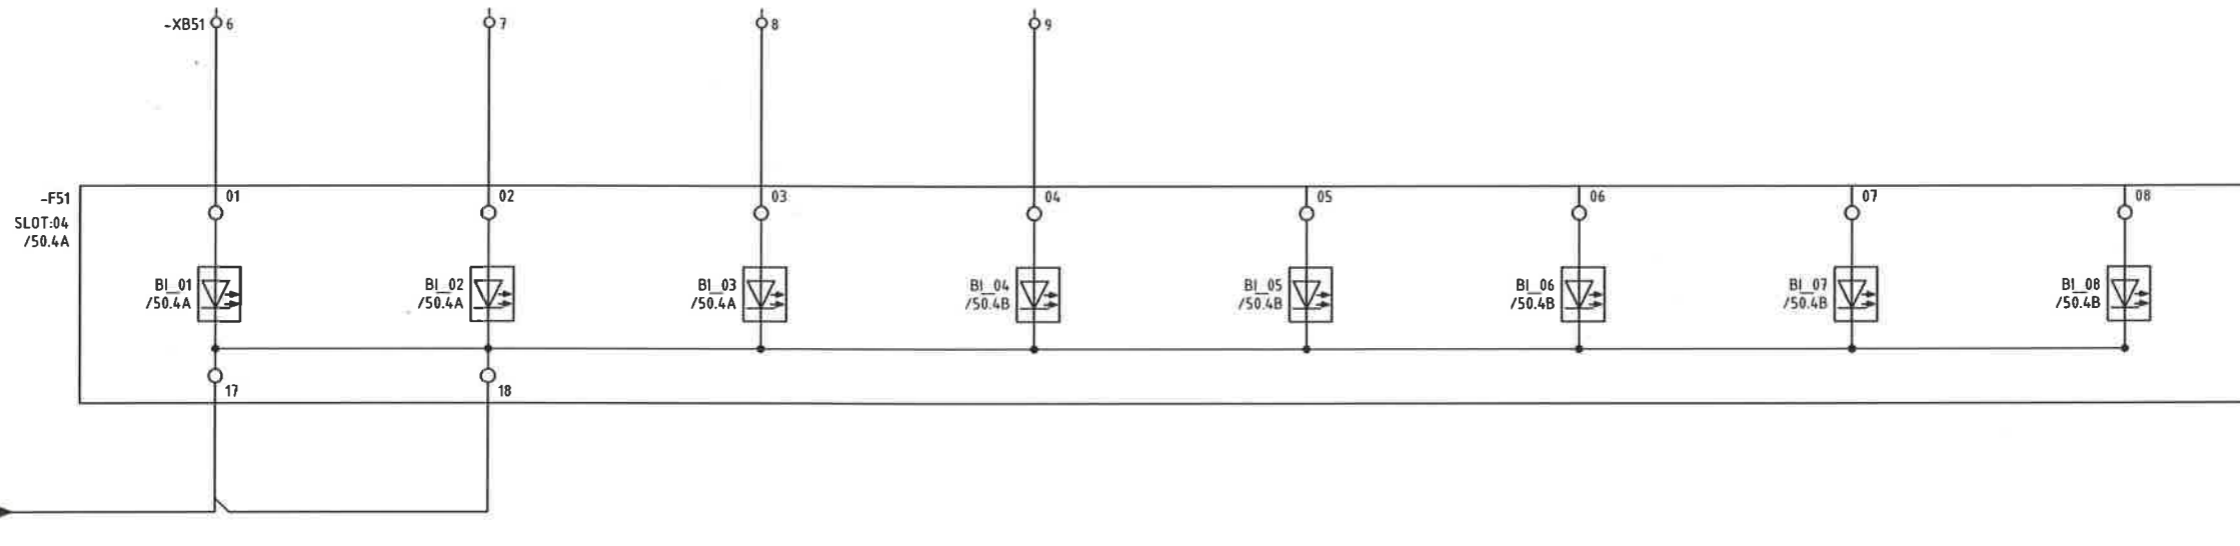 -XB51 6 7 8 9
-F51 01 02 03 04 05 06 07 08
SLOT:04
/50.4A
BI_01 BI_02 BI_03 BI_04 BI_05 BI_06 BI_07 BI_08
/50.4A /50.4A /50.4A /50.4B /50.4B /50.4B /50.4B /50.4B
17 18